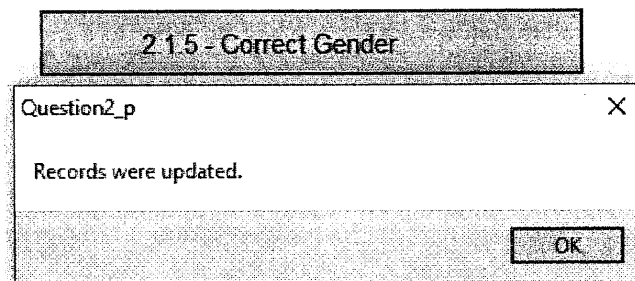 2.1.5 - Correct Gender
Question2_p
Records were updated.
OK